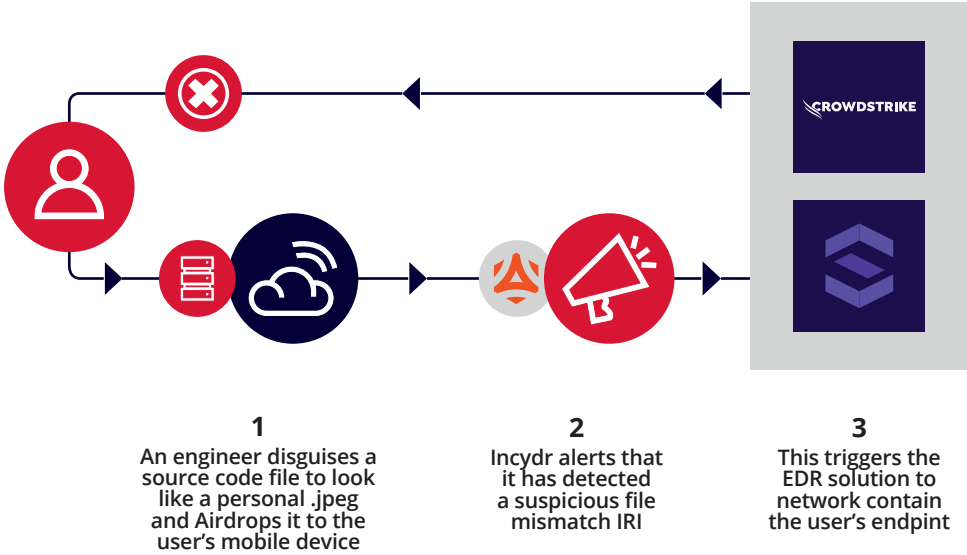 CROWDSTRIKE
1
An engineer disguises a
source code file to look
like a personal .jpeg
and Airdrops it to the
user's mobile device
2
Incydr alerts that
it has detected
a suspicious file
mismatch IRI
3
This triggers the
EDR solution to
network contain
the user's endpint